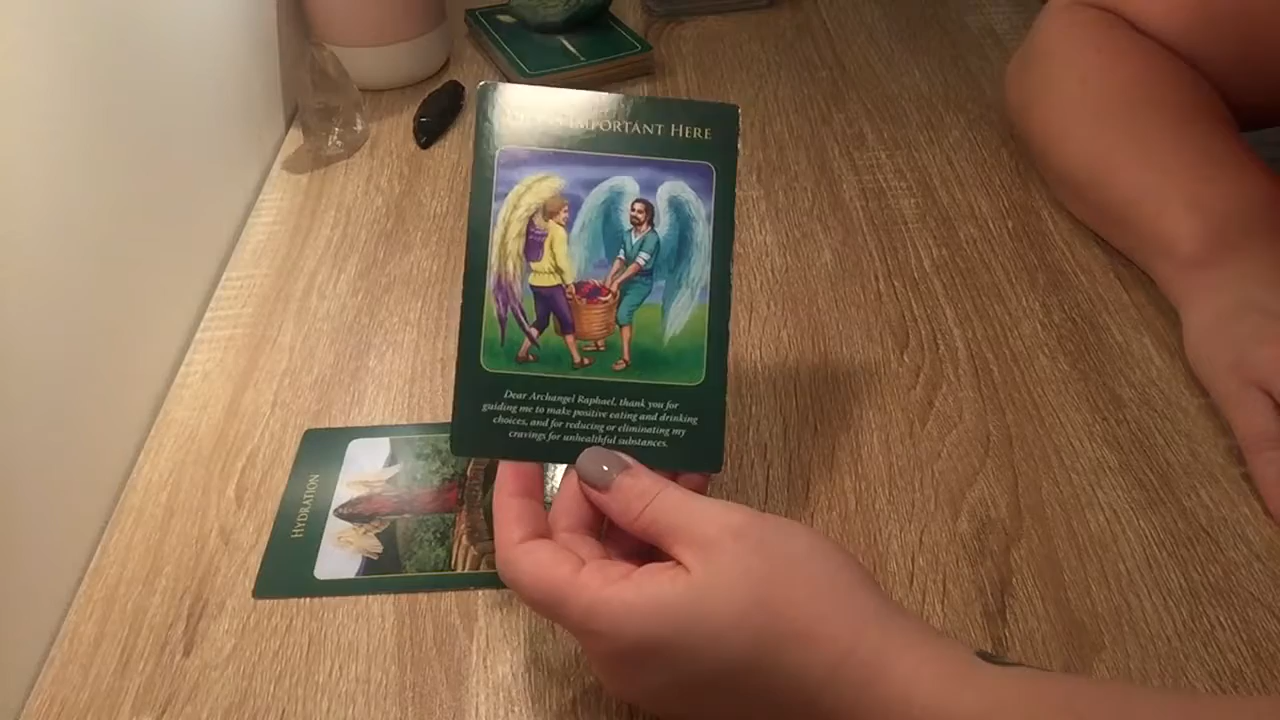 IMPORTANT HERE
Dear Archangel Raphael, thank you for
guiding me to make positive eating and drinking
choices, and for reducing or eliminating my
cravings for unhealthful substances.
HYDRATION